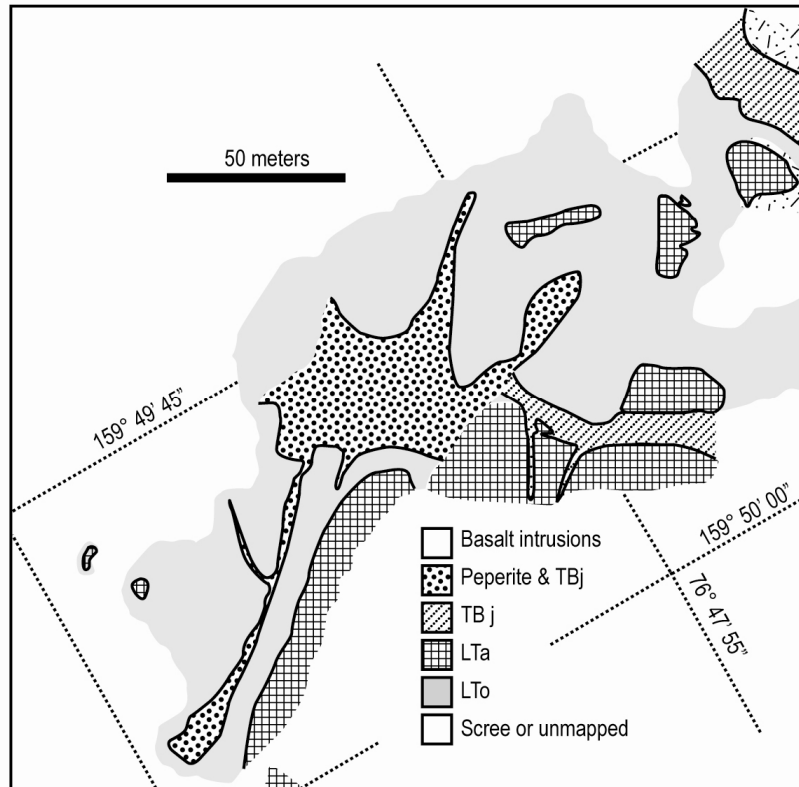 50 meters
159° 49' 45"
159° 50' 00"
76° 47' 55"
Basalt intrusions
Peperite & TBj
TB j
LTa
LTo
Scree or unmapped